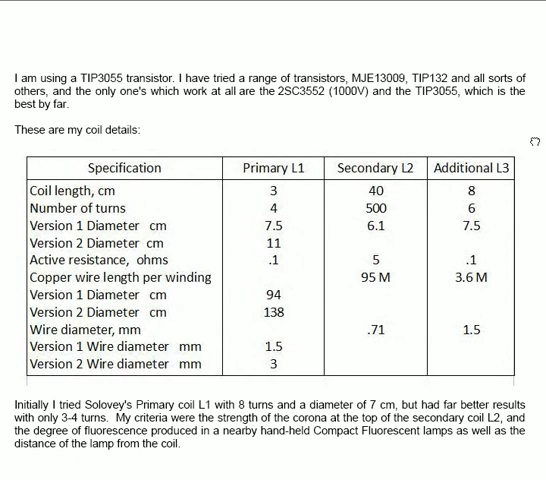 I am using a TIP3055 transistor. I have tried a range of transistors, MJE13009, TIP132 and all sorts of
others, and the only one's which work at all are the 2SC3552 (1000V) and the TIP3055, which is the
best by far.
These are my coil details:
Specification Primary L1 Secondary L2 Additional L3
Coil length, cm 3 40 8
Number of turns 4 500 6
Version 1 Diameter cm 7.5 6.1 7.5
Version 2 Diameter cm 11
Active resistance, ohms .1 5 .1
Copper wire length per winding 95 M 3.6 M
Version 1 Diameter cm 94
Version 2 Diameter cm 138
Wire diameter, mm .71 1.5
Version 1 Wire diameter mm 1.5
Version 2 Wire diameter mm 3
Initially I tried Solovey's Primary coil L1 with 8 turns and a diameter of 7 cm, but had far better results
with only 3-4 turns. My criteria were the strength of the corona at the top of the secondary coil L2, and
the degree of fluorescence produced in a nearby hand-held Compact Fluorescent lamps as well as the
distance of the lamp from the coil.